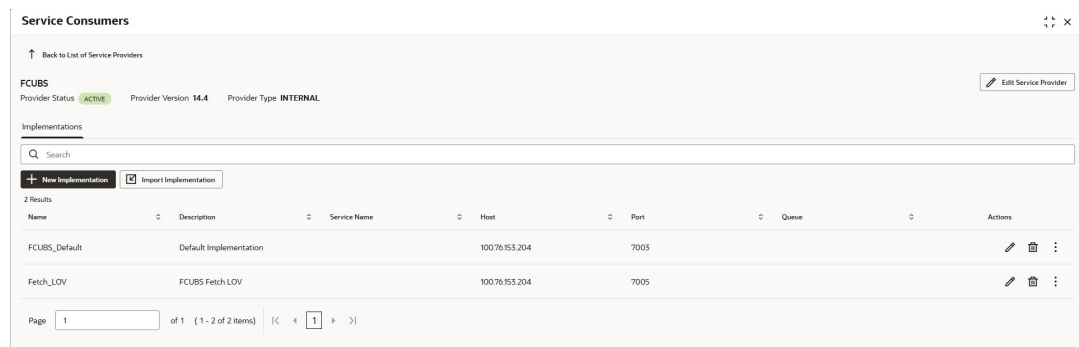 Service Consumers
Back to List of Service Providers
FCUBS
Edit Service Provider
Provider Status ACTIVE Provider Version 14.4 Provider Type INTERNAL
Implementations
Search
New Implementation Import Implementation
2 Results
Name Description Service Name Host Port Queue Actions
FCUBS_Default Default Implementation 100.76.153.204 7003
Fetch_LOV FCUBS Fetch LOV 100.76.153.204 7005
Page 1 of 1 ( 1 - 2 of 2 items) 1